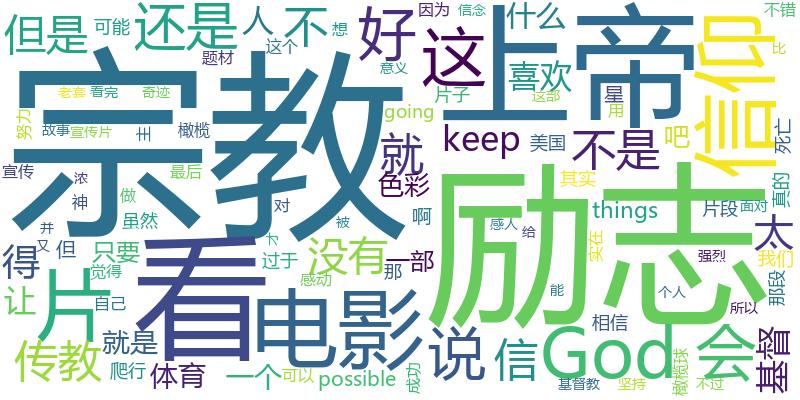 宗教
上帝
励志
信仰
看
电影
片
God
会
说
信
这
好
还是
但是
人
不
什么
喜欢
keep
不是
就
色彩
没有
一部
得
让
只要
传教
就是
体育
一个
possible
基督
太
things
going
因为
信念
想
可能
这个
题材
意义
片子
这部
星
用
美国
吧
不错
比
死亡
努力
老套
看完
奇迹
故事
宣传片
主
橄榄
宣传
神
浓
做
最后
虽然
对
被
啊
并
又
但
觉得
过于
才
那
感动
自己
爬行
可以
成功
感人
给
能
其实
实在
片段
面对
真的
我们
那段
强烈
个人
所以
相信
基督教
坚持
不过
橄榄球